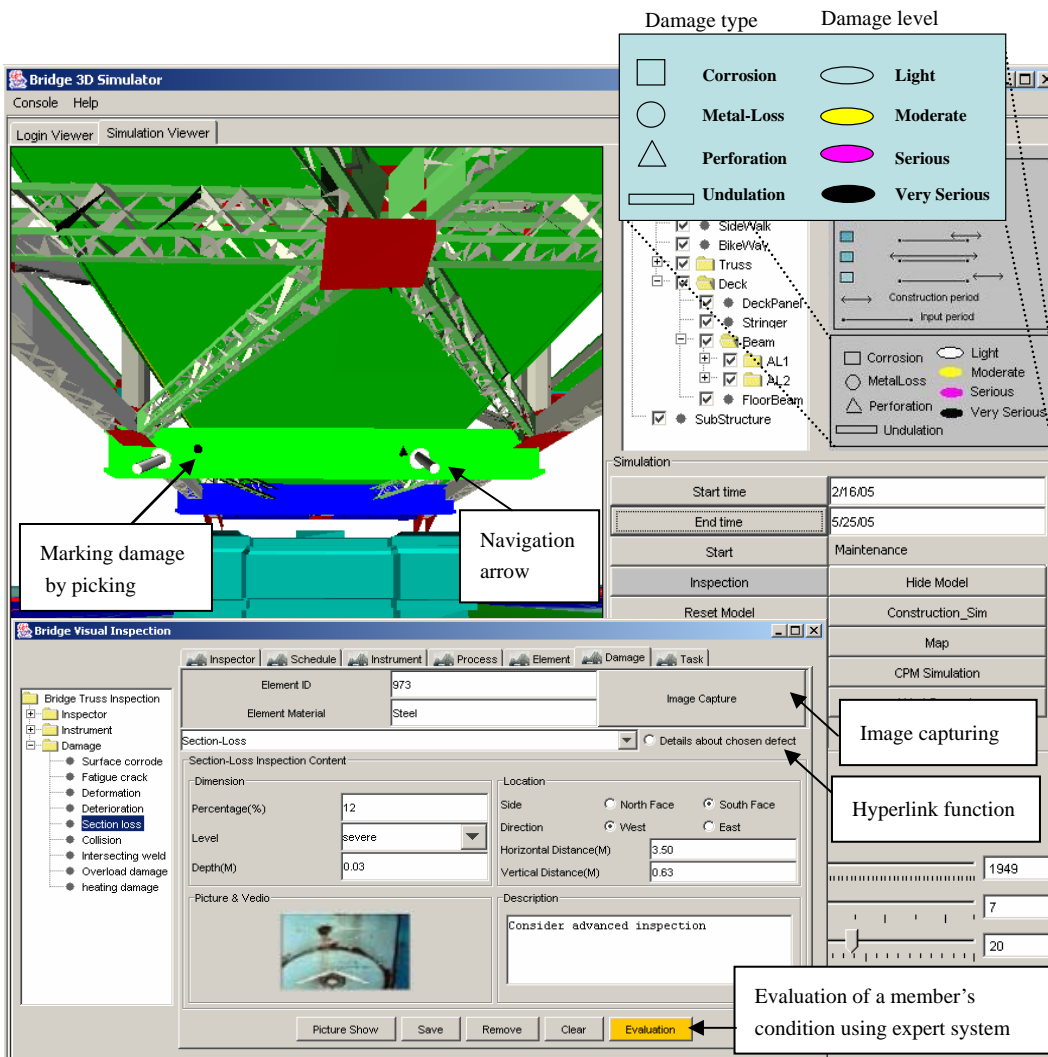 Damage type
Damage level
Corrosion
Light
Metal-Loss
Moderate
Perforation
Serious
Undulation
Very Serious
Bridge 3D Simulator
Console Help
Login Viewer
Simulation Viewer
SideWalk
BikeWay
Truss
Deck
DeckPanel
Stringer
Beam
AL1
AL2
FloorBeam
SubStructure
Construction period
Input period
Corrosion
Light
MetalLoss
Moderate
Perforation
Serious
Very Serious
Undulation
Marking damage
by picking
Navigation
arrow
Simulation
Start time
2/16/05
End time
5/25/05
Start
Maintenance
Inspection
Hide Model
Reset Model
Construction_Sim
Map
CPM Simulation
Bridge Visual Inspection
Inspector
Schedule
Instrument
Process
Element
Damage
Task
Bridge Truss Inspection
Inspector
Instrument
Damage
Surface corrode
Fatigue crack
Deformation
Deterioration
Section loss
Collision
Intersecting weld
Overload damage
heating damage
Element ID
973
Element Material
Steel
Image Capture
Section-Loss
Details about chosen defect
Section-Loss Inspection Content
Dimension
Percentage(%)
12
Level
severe
Depth(M)
0.03
Location
Side
North Face
South Face
Direction
West
East
Horizontal Distance(M)
3.50
Vertical Distance(M)
0.63
Picture & Vedio
Description
Consider advanced inspection
Picture Show
Save
Remove
Clear
Evaluation
Image capturing
Hyperlink function
1949
7
20
Evaluation of a member's
condition using expert system